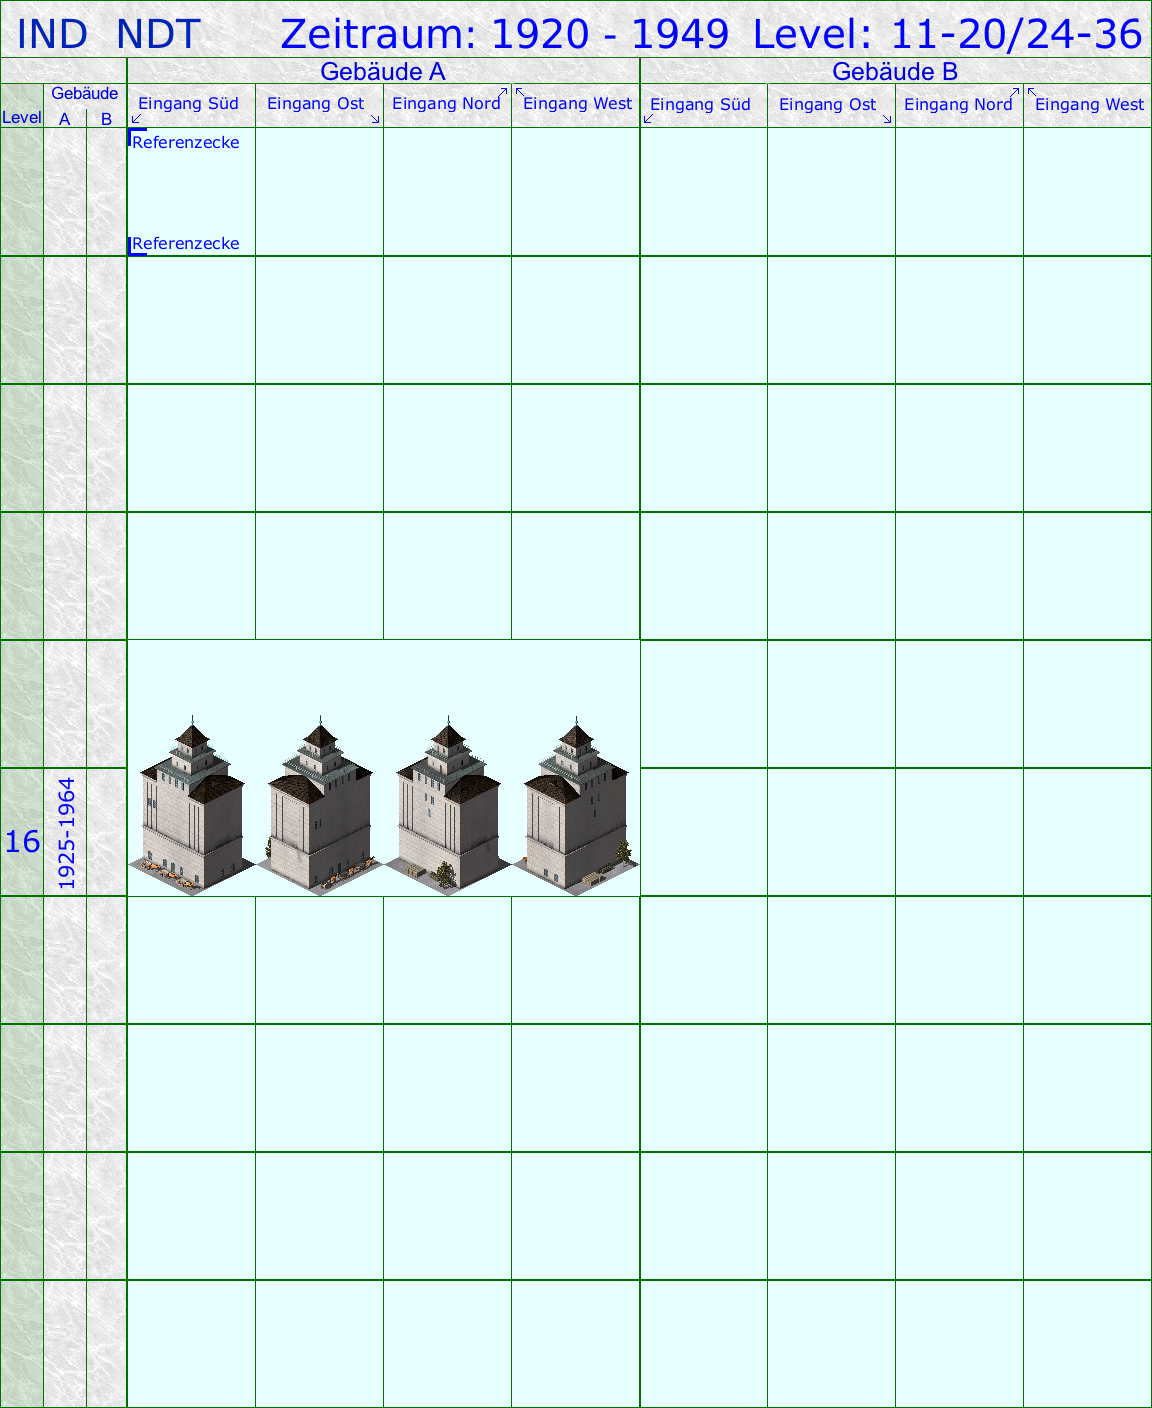 IND NDT Zeitraum: 1920 - 1949 Level: 11-20/24-36
Gebäude A Gebäude B
Level Gebäude A B
Eingang Süd Eingang Ost Eingang Nord Eingang West Eingang Süd Eingang Ost Eingang Nord Eingang West
Referenzecke
Referenzecke
16 1925-1964